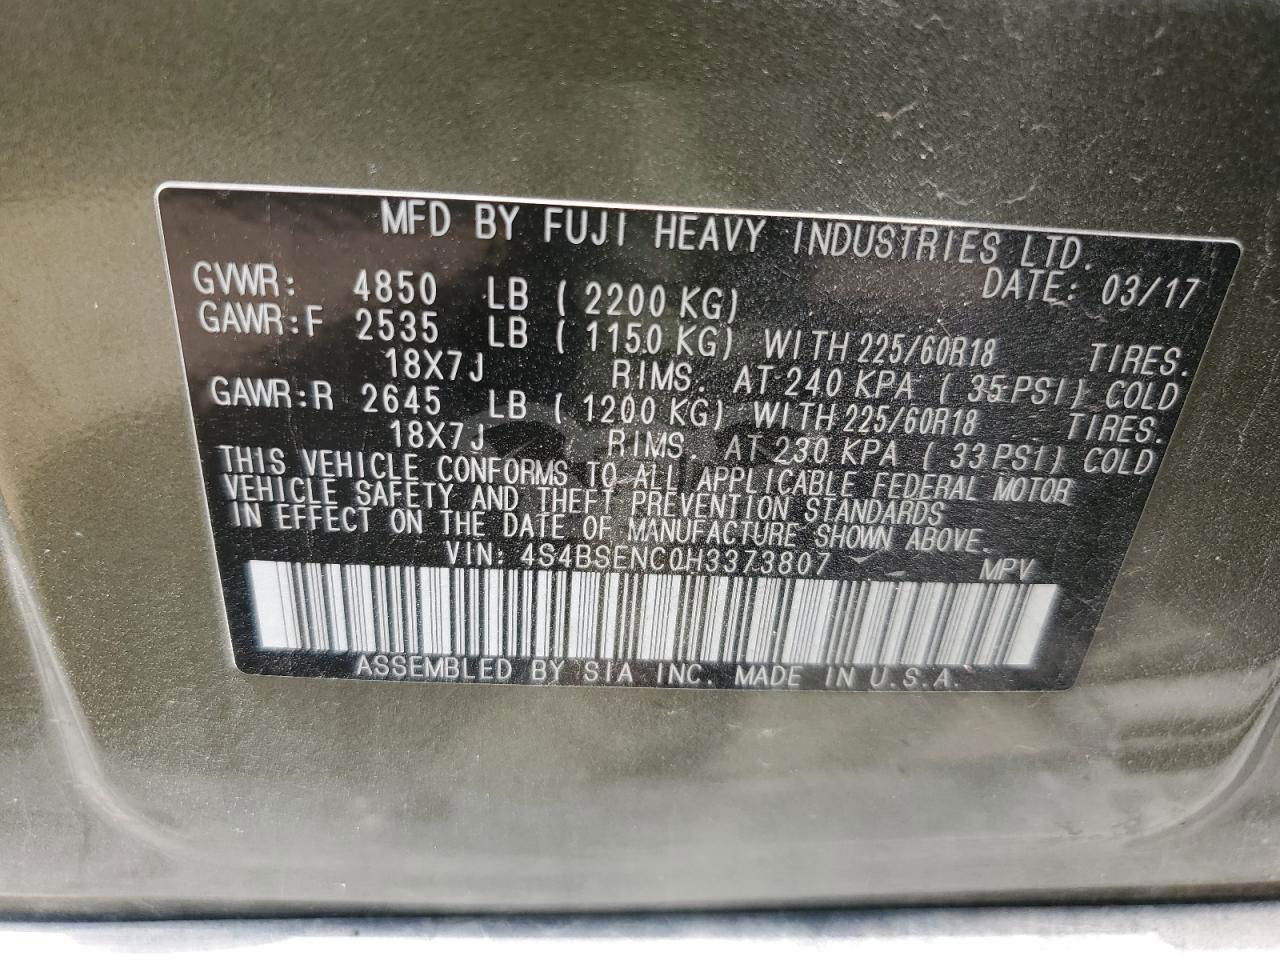 MFD BY FUJI HEAVY INDUSTRIES LTD.
DATE: 03/17
GVWR: 4850 LB ( 2200 KG)
GAWR:F 2535 LB ( 1150 KG) WITH 225/60R18 TIRES.
18X7J RIMS. AT 240 KPA ( 35 PSI) COLD
GAWR:R 2645 LB ( 1200 KG) WITH 225/60R18 TIRES.
18X7J RIMS. AT 230 KPA ( 33 PSI) COLD
THIS VEHICLE CONFORMS TO ALL APPLICABLE FEDERAL MOTOR
VEHICLE SAFETY AND THEFT PREVENTION STANDARDS
IN EFFECT ON THE DATE OF MANUFACTURE SHOWN ABOVE.
VIN: 4S4BSENC0H3373807 MPV
ASSEMBLED BY SIA INC. MADE IN U.S.A.